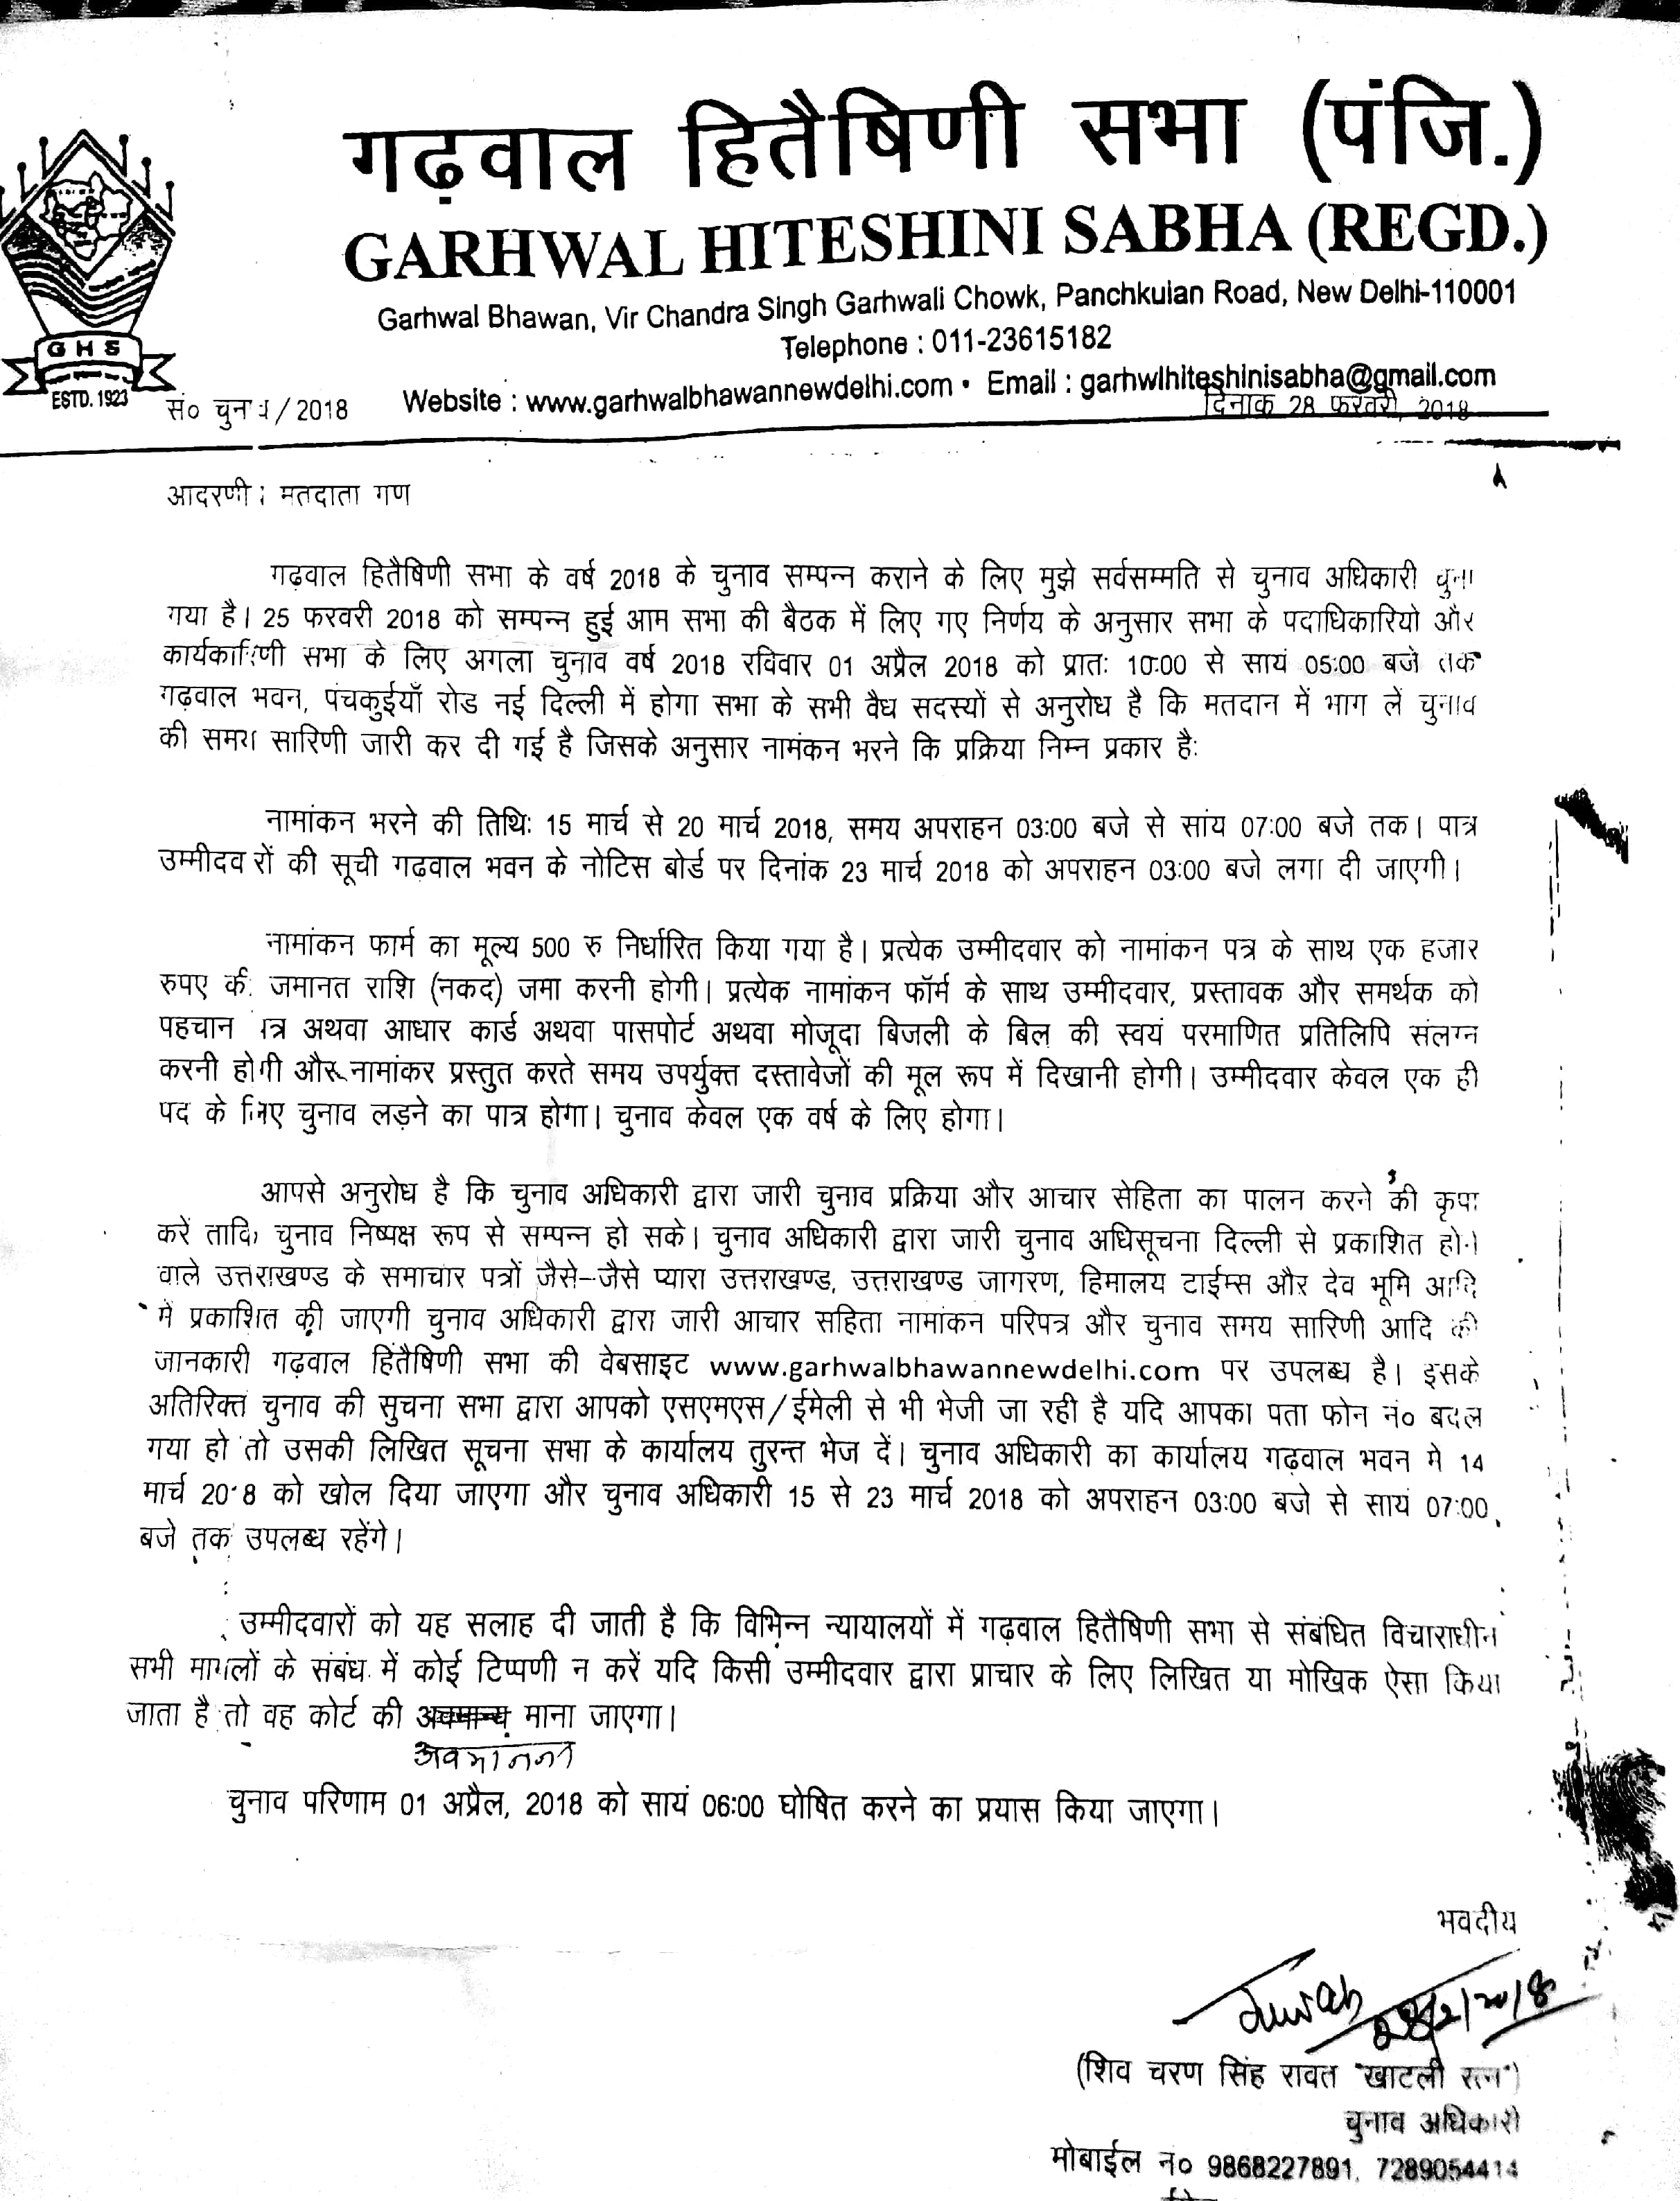 गढ़वाल हितैषिणी सभा (पंजि.)
GARHWAL HITESHINI SABHA (REGD.)
Garhwal Bhawan, Vir Chandra Singh Garhwali Chowk, Panchkuian Road, New Delhi-110001
Telephone : 011-23615182
Website : www.garhwalbhawannewdelhi.com • Email : garhwlhiteshinisabha@gmail.com
GHS
ESTD. 1923
सं० चुनाव/2018
दिनाक 28 फरवरी, 2018
आदरणीय मतदाता गण
गढ़वाल हितैषिणी सभा के वर्ष 2018 के चुनाव सम्पन्न कराने के लिए मुझे सर्वसम्मति से चुनाव अधिकारी चुना
गया है। 25 फरवरी 2018 को सम्पन्न हुई आम सभा की बैठक में लिए गए निर्णय के अनुसार सभा के पदाधिकारियो और
कार्यकारिणी सभा के लिए अगला चुनाव वर्ष 2018 रविवार 01 अप्रैल 2018 को प्रातः 10:00 से सायं 05:00 बजे तक
गढ़वाल भवन, पंचकुईयाँ रोड नई दिल्ली में होगा सभा के सभी वैध सदस्यों से अनुरोध है कि मतदान में भाग लें चुनाव
की समय सारिणी जारी कर दी गई है जिसके अनुसार नामंकन भरने कि प्रक्रिया निम्न प्रकार है:
नामांकन भरने की तिथिः 15 मार्च से 20 मार्च 2018, समय अपराहन 03:00 बजे से सांय 07:00 बजे तक। पात्र
उम्मीदवारों की सूची गढ़वाल भवन के नोटिस बोर्ड पर दिनांक 23 मार्च 2018 को अपराहन 03:00 बजे लगा दी जाएगी।
नामांकन फार्म का मूल्य 500 रु निर्धारित किया गया है। प्रत्येक उम्मीदवार को नामांकन पत्र के साथ एक हजार
रुपए की जमानत राशि (नकद) जमा करनी होगी। प्रत्येक नामांकन फॉर्म के साथ उम्मीदवार, प्रस्तावक और समर्थक को
पहचान पत्र अथवा आधार कार्ड अथवा पासपोर्ट अथवा मोजूदा बिजली के बिल की स्वयं परमाणित प्रतिलिपि संलग्न
करनी होगी और नामांकर प्रस्तुत करते समय उपर्युक्त दस्तावेजों की मूल रूप में दिखानी होगी। उम्मीदवार केवल एक ही
पद के लिए चुनाव लड़ने का पात्र होगा। चुनाव केवल एक वर्ष के लिए होगा।
आपसे अनुरोध है कि चुनाव अधिकारी द्वारा जारी चुनाव प्रक्रिया और आचार सेहिता का पालन करने की कृपा
करें ताकि चुनाव निष्पक्ष रूप से सम्पन्न हो सके। चुनाव अधिकारी द्वारा जारी चुनाव अधिसूचना दिल्ली से प्रकाशित होने
वाले उत्तराखण्ड के समाचार पत्रों जैसे-जैसे प्यारा उत्तराखण्ड, उत्तराखण्ड जागरण, हिमालय टाईम्स और देव भूमि आदि
में प्रकाशित की जाएगी चुनाव अधिकारी द्वारा जारी आचार सहिता नामांकन परिपत्र और चुनाव समय सारिणी आदि की
जानकारी गढ़वाल हितैषिणी सभा की वेबसाइट www.garhwalbhawannewdelhi.com पर उपलब्ध है। इसके
अतिरिक्त चुनाव की सुचना सभा द्वारा आपको एसएमएस/ईमेली से भी भेजी जा रही है यदि आपका पता फोन नं० बदल
गया हो तो उसकी लिखित सूचना सभा के कार्यालय तुरन्त भेज दें। चुनाव अधिकारी का कार्यालय गढ़वाल भवन मे 14
मार्च 2018 को खोल दिया जाएगा और चुनाव अधिकारी 15 से 23 मार्च 2018 को अपराहन 03:00 बजे से सायं 07:00
बजे तक उपलब्ध रहेंगे।
उम्मीदवारों को यह सलाह दी जाती है कि विभिन्न न्यायालयों में गढ़वाल हितैषिणी सभा से संबंधित विचाराधीन
सभी मामलों के संबंध में कोई टिप्पणी न करें यदि किसी उम्मीदवार द्वारा प्राचार के लिए लिखित या मोखिक ऐसा किया
जाता है तो वह कोर्ट की अवमान्य माना जाएगा।
अवमानना
चुनाव परिणाम 01 अप्रैल, 2018 को सायं 06:00 घोषित करने का प्रयास किया जाएगा।
भवदीय
28/2/2018
(शिव चरण सिंह रावत "खाटली रत्न")
चुनाव अधिकारी
मोबाईल न० 9868227891, 7289054414